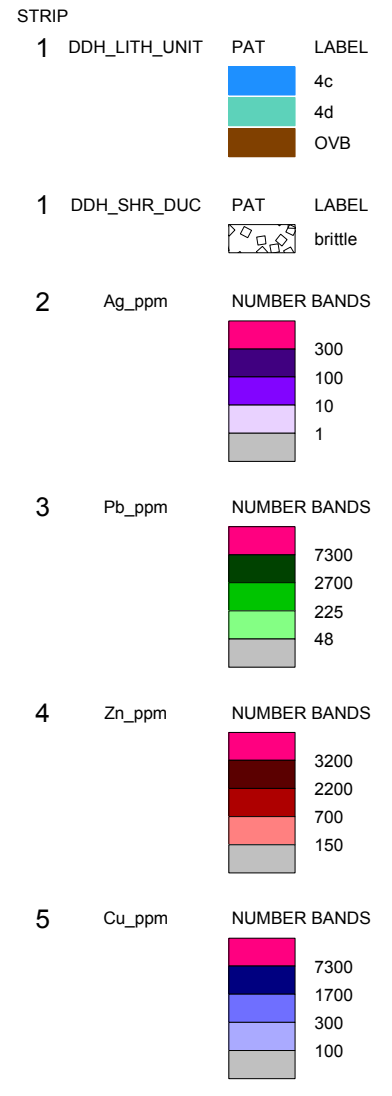 STRIP
1 DDH_LITH_UNIT PAT LABEL
4c
4d
OVB
1 DDH_SHR_DUC PAT LABEL
brittle
2 Ag_ppm NUMBER BANDS
300
100
10
1
3 Pb_ppm NUMBER BANDS
7300
2700
225
48
4 Zn_ppm NUMBER BANDS
3200
2200
700
150
5 Cu_ppm NUMBER BANDS
7300
1700
300
100